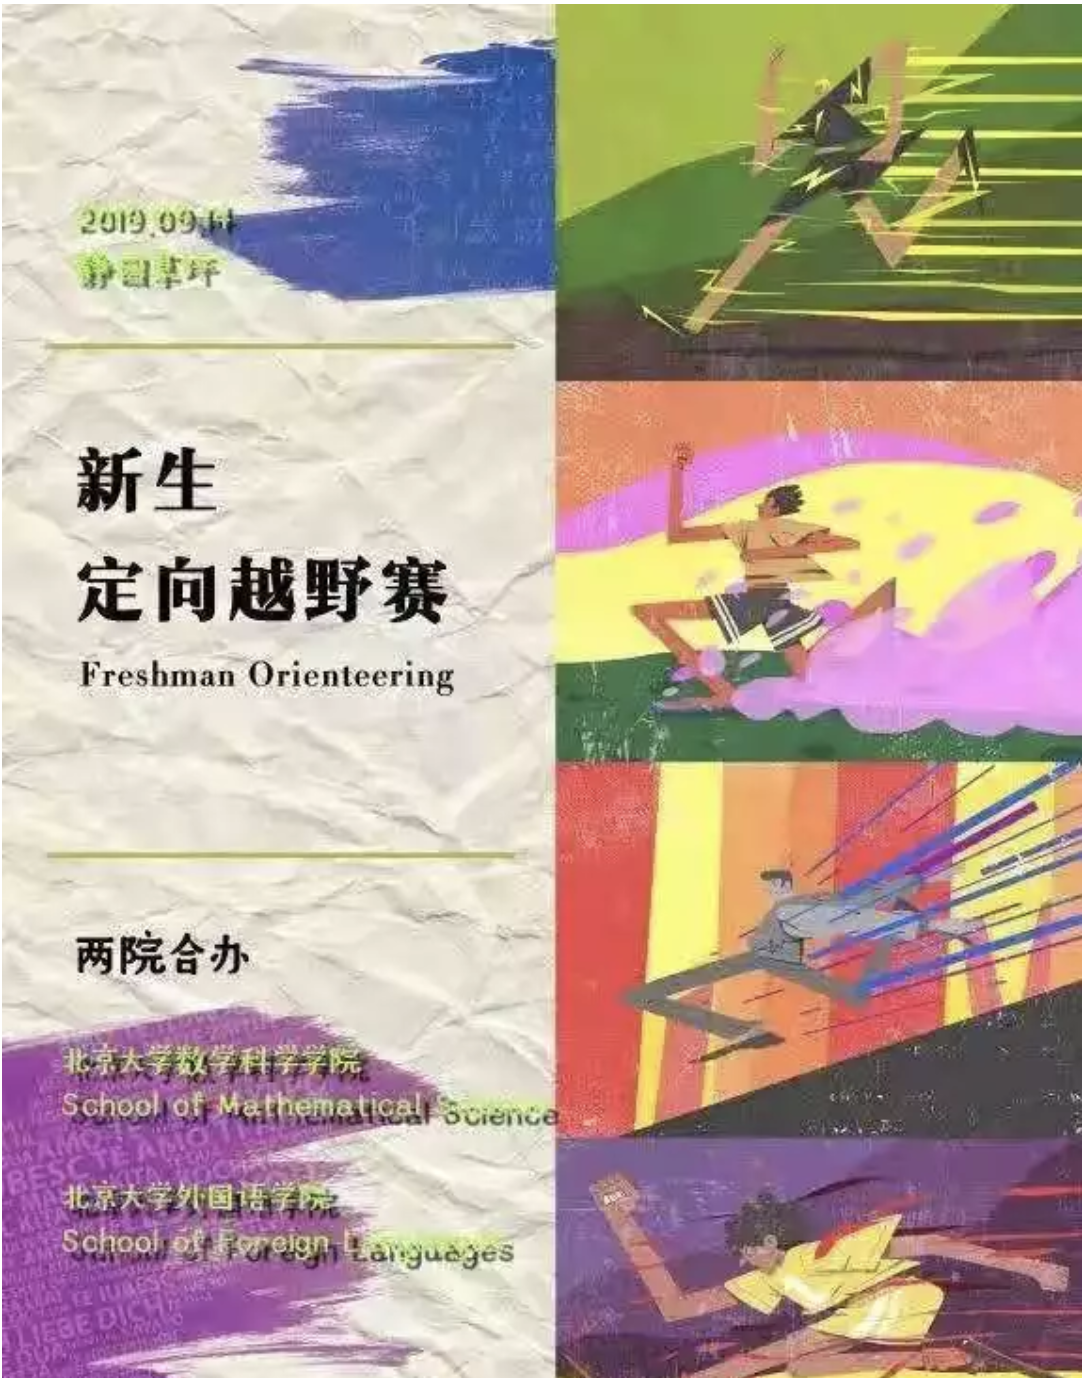 2019.09.14
静园草坪
新生
定向越野赛
Freshman Orienteering
两院合办
北京大学数学科学学院
School of Mathematical Science
北京大学外国语学院
School of Foreign Languages
LIEBE DICH